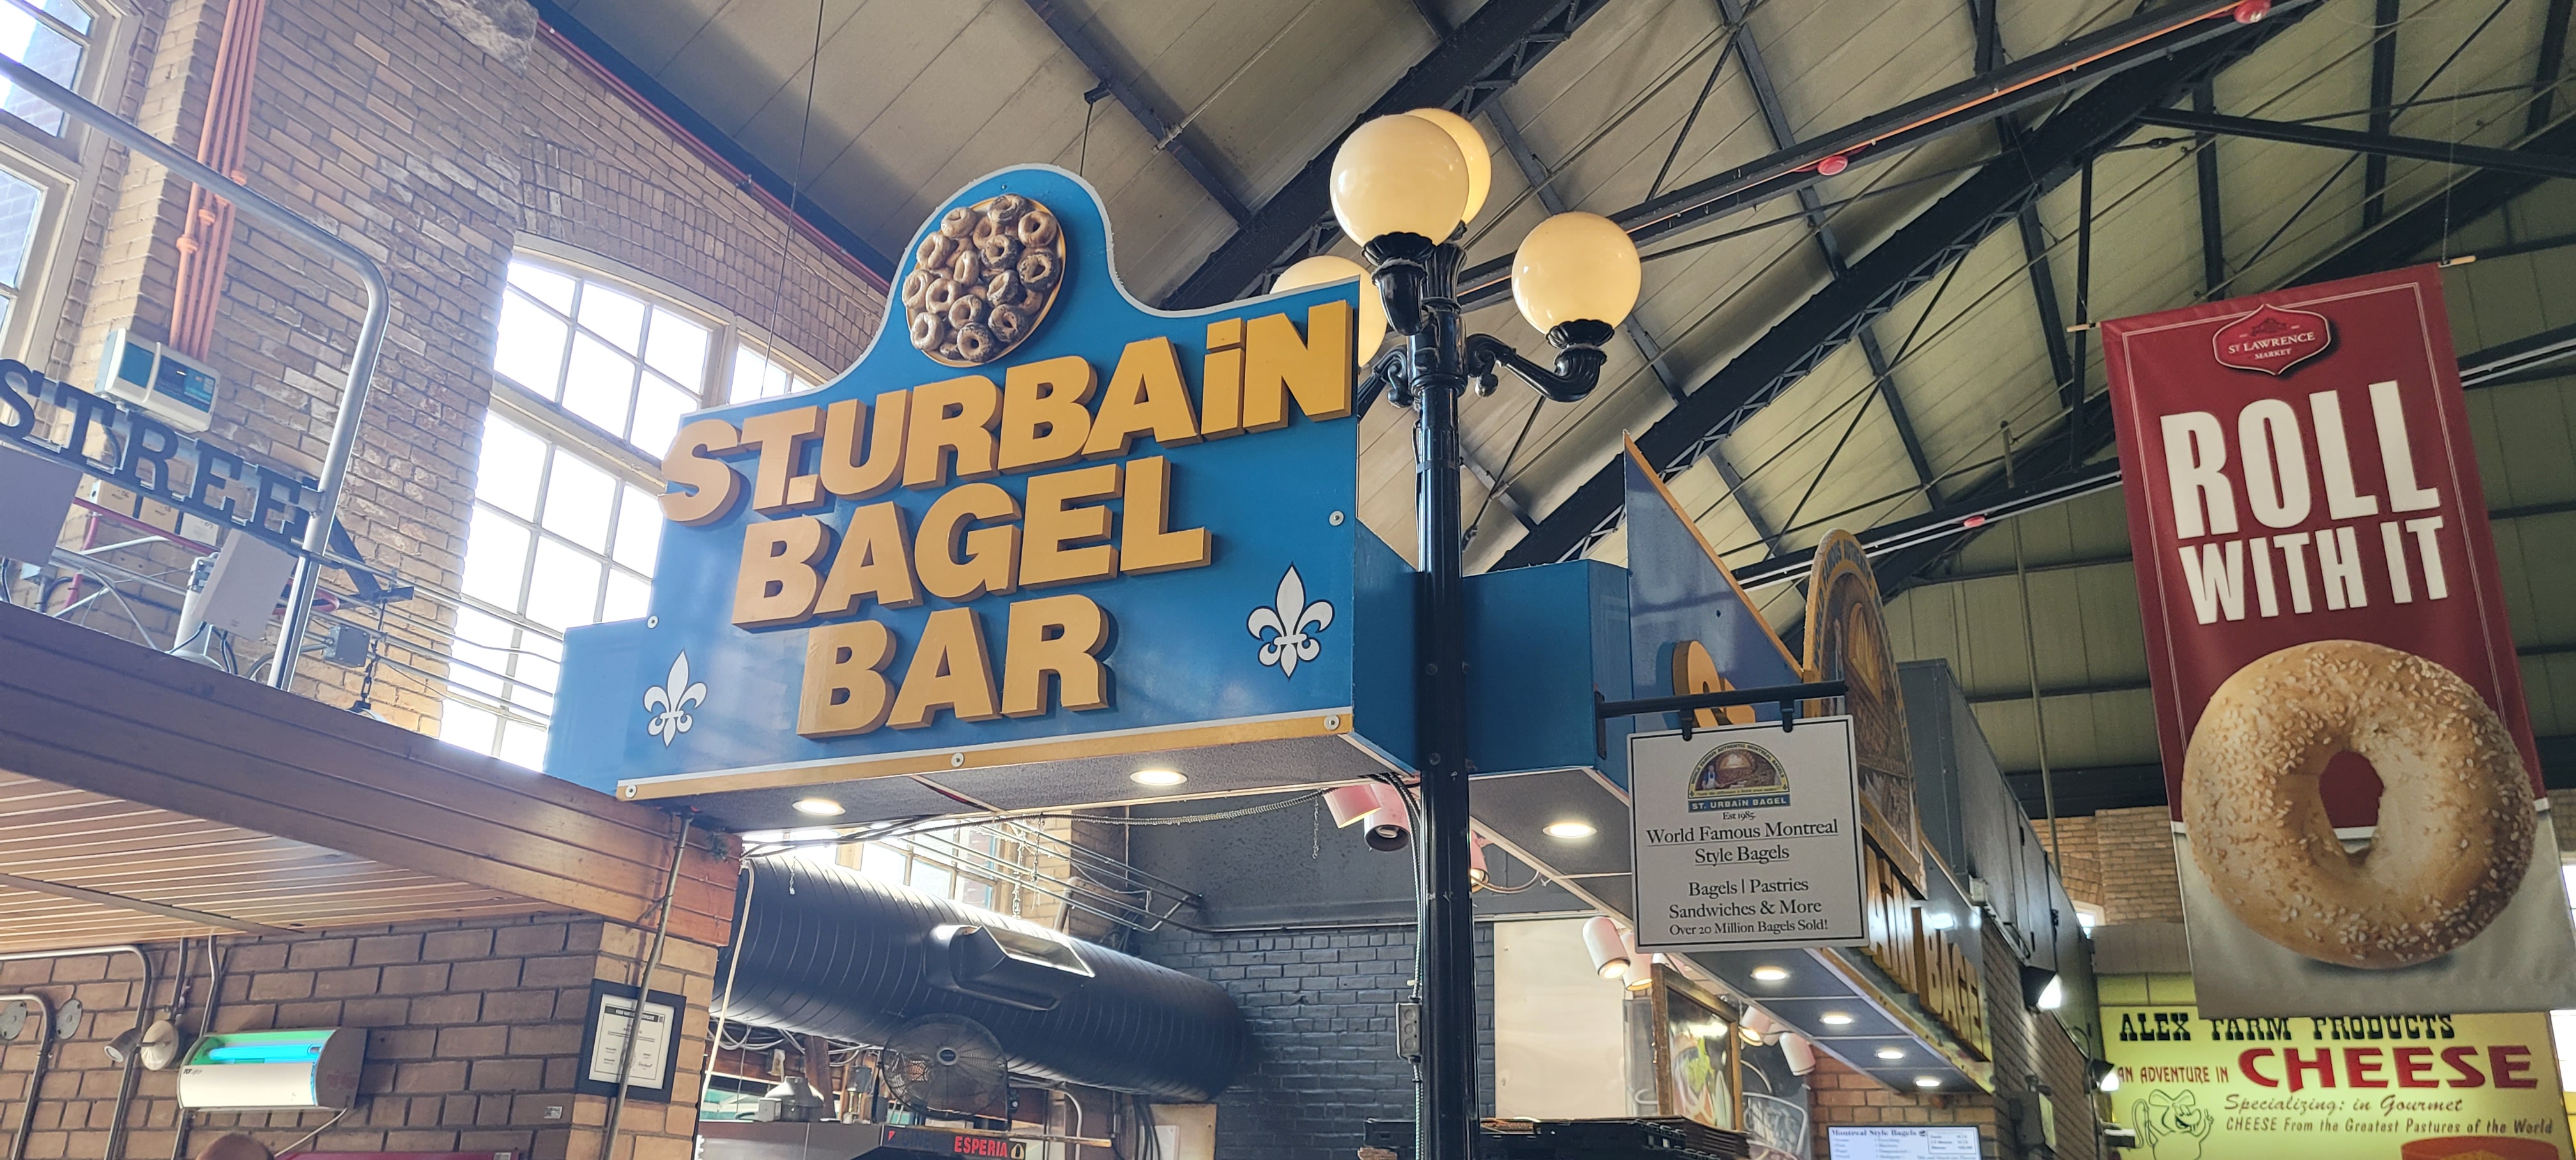 STREE
ST.URBAiN
BAGEL
BAR
ST. URBAiN BAGEL
Est 1985
World Famous Montreal
Style Bagels
Bagels | Pastries
Sandwiches & More
Over 20 Million Bagels Sold!
BAGEL
ST LAWRENCE
MARKET
ROLL
WITH IT
ALEX FARM PRODUCTS
AN ADVENTURE IN CHEESE
Specializing: in Gourmet
CHEESE From the Greatest Pastures of the World
ESPERIA
Montreal Style Bagels